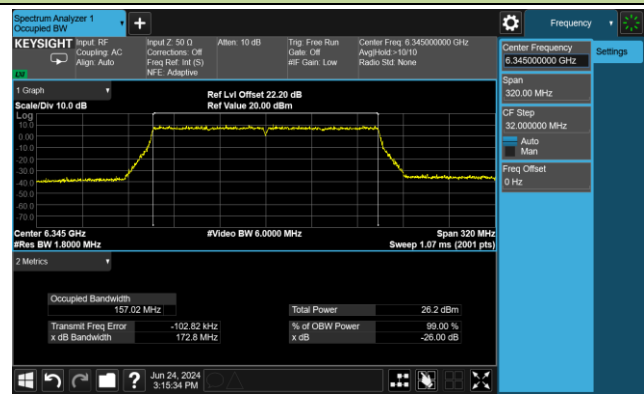 Spectrum Analyzer 1
Occupied BW
Frequency
KEYSIGHT
Input: RF
Coupling: AC
Align: Auto
Input Z: 50 Ω
Corrections: Off
Freq Ref: Int (S)
NFE: Adaptive
Atten: 10 dB
Trig: Free Run
Gate: Off
#IF Gain: Low
Center Freq: 6.345000000 GHz
Avg|Hold:>10/10
Radio Std: None
Center Frequency
6.345000000 GHz
Settings
Span
320.00 MHz
CF Step
32.000000 MHz
Auto
Man
Freq Offset
0 Hz
1 Graph
Scale/Div 10.0 dB
Ref Lvl Offset 22.20 dB
Ref Value 20.00 dBm
Log
10.0
0.00
-10.0
-20.0
-30.0
-40.0
-50.0
-60.0
-70.0
Center 6.345 GHz
#Res BW 1.8000 MHz
#Video BW 6.0000 MHz
Span 320 MHz
Sweep 1.07 ms (2001 pts)
2 Metrics
Occupied Bandwidth
157.02 MHz
Total Power 26.2 dBm
Transmit Freq Error -102.82 kHz
% of OBW Power 99.00 %
x dB Bandwidth 172.8 MHz
x dB -26.00 dB
?
Jun 24, 2024
3:15:34 PM